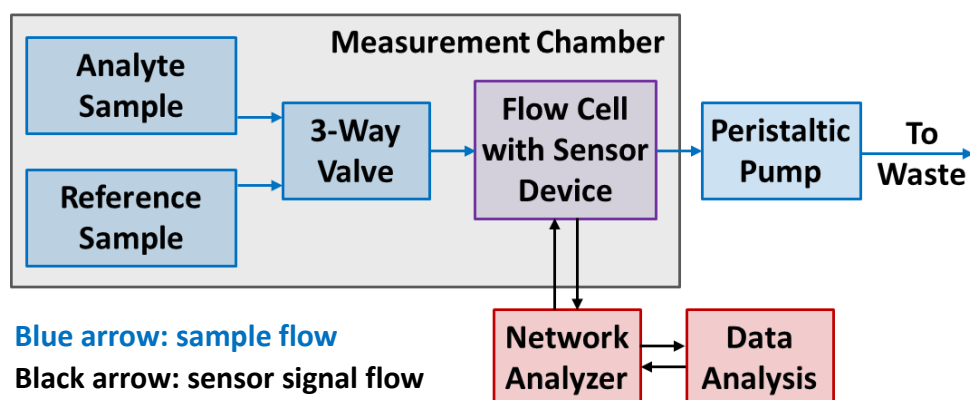 Measurement Chamber
Analyte
Sample
Reference
Sample
3-Way
Valve
Flow Cell
with Sensor
Device
Peristaltic
Pump
To
Waste
Network
Analyzer
Data
Analysis
Blue arrow: sample flow
Black arrow: sensor signal flow